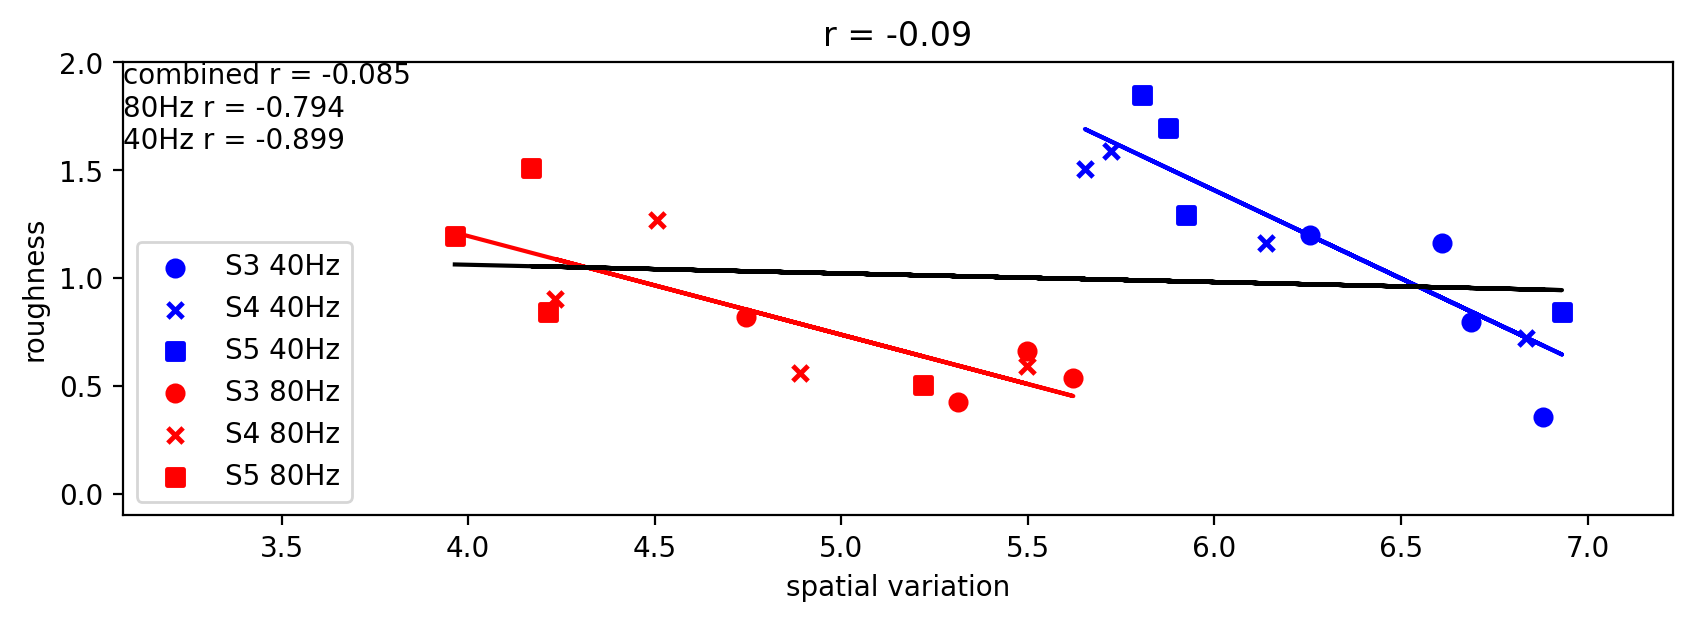 r = -0.09
combined r = -0.085
80Hz r = -0.794
40Hz r = -0.899
2.0
1.5
1.0
0.5
0.0
roughness
S3 40Hz
S4 40Hz
S5 40Hz
S3 80Hz
S4 80Hz
S5 80Hz
3.5 4.0 4.5 5.0 5.5 6.0 6.5 7.0
spatial variation